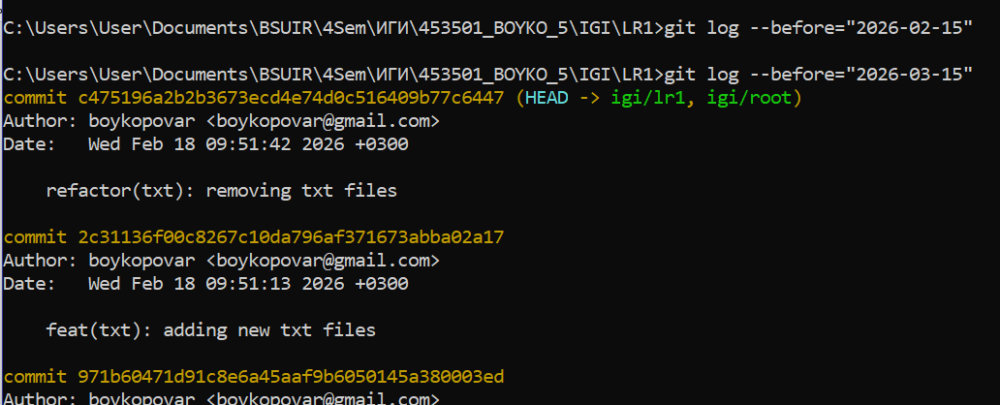 C:\Users\User\Documents\BSUIR\4Sem\ИГИ\453501_BOYKO_5\IGI\LR1>git log --before="2026-02-15"
C:\Users\User\Documents\BSUIR\4Sem\ИГИ\453501_BOYKO_5\IGI\LR1>git log --before="2026-03-15"
commit c475196a2b2b3673ecd4e74d0c516409b77c6447 (HEAD -> igi/lr1, igi/root)
Author: boykopovar <boykopovar@gmail.com>
Date:   Wed Feb 18 09:51:42 2026 +0300
refactor(txt): removing txt files
commit 2c31136f00c8267c10da796af371673abba02a17
Author: boykopovar <boykopovar@gmail.com>
Date:   Wed Feb 18 09:51:13 2026 +0300
feat(txt): adding new txt files
commit 971b60471d91c8e6a45aaf9b6050145a380003ed
Author: boykopovar <boykopovar@gmail.com>